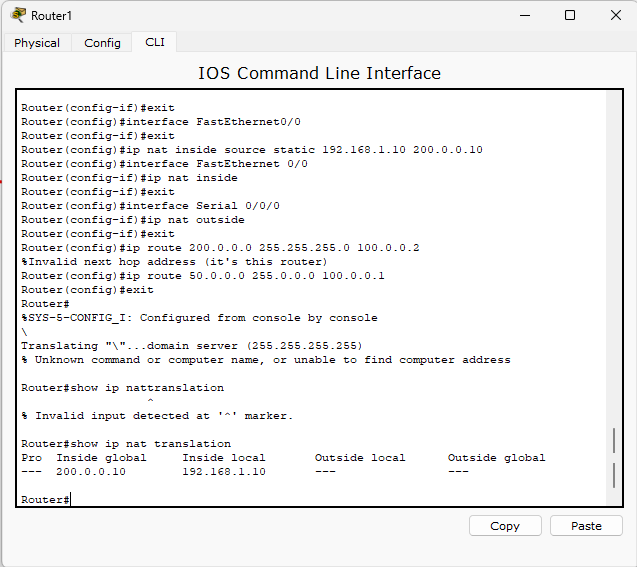 Router1
Physical Config CLI
IOS Command Line Interface
Router(config-if)#exit
Router(config)#interface FastEthernet0/0
Router(config-if)#exit
Router(config)#ip nat inside source static 192.168.1.10 200.0.0.10
Router(config)#interface FastEthernet 0/0
Router(config-if)#ip nat inside
Router(config-if)#exit
Router(config)#interface Serial 0/0/0
Router(config-if)#ip nat outside
Router(config-if)#exit
Router(config)#ip route 200.0.0.0 255.255.255.0 100.0.0.2
%Invalid next hop address (it's this router)
Router(config)#ip route 50.0.0.0 255.0.0.0 100.0.0.1
Router(config)#exit
Router#
%SYS-5-CONFIG_I: Configured from console by console
\
Translating "\"...domain server (255.255.255.255)
% Unknown command or computer name, or unable to find computer address
Router#show ip nattranslation
^
% Invalid input detected at '^' marker.
Router#show ip nat translation
Pro Inside global Inside local Outside local Outside global
--- 200.0.0.10 192.168.1.10 --- ---
Router#
Copy Paste